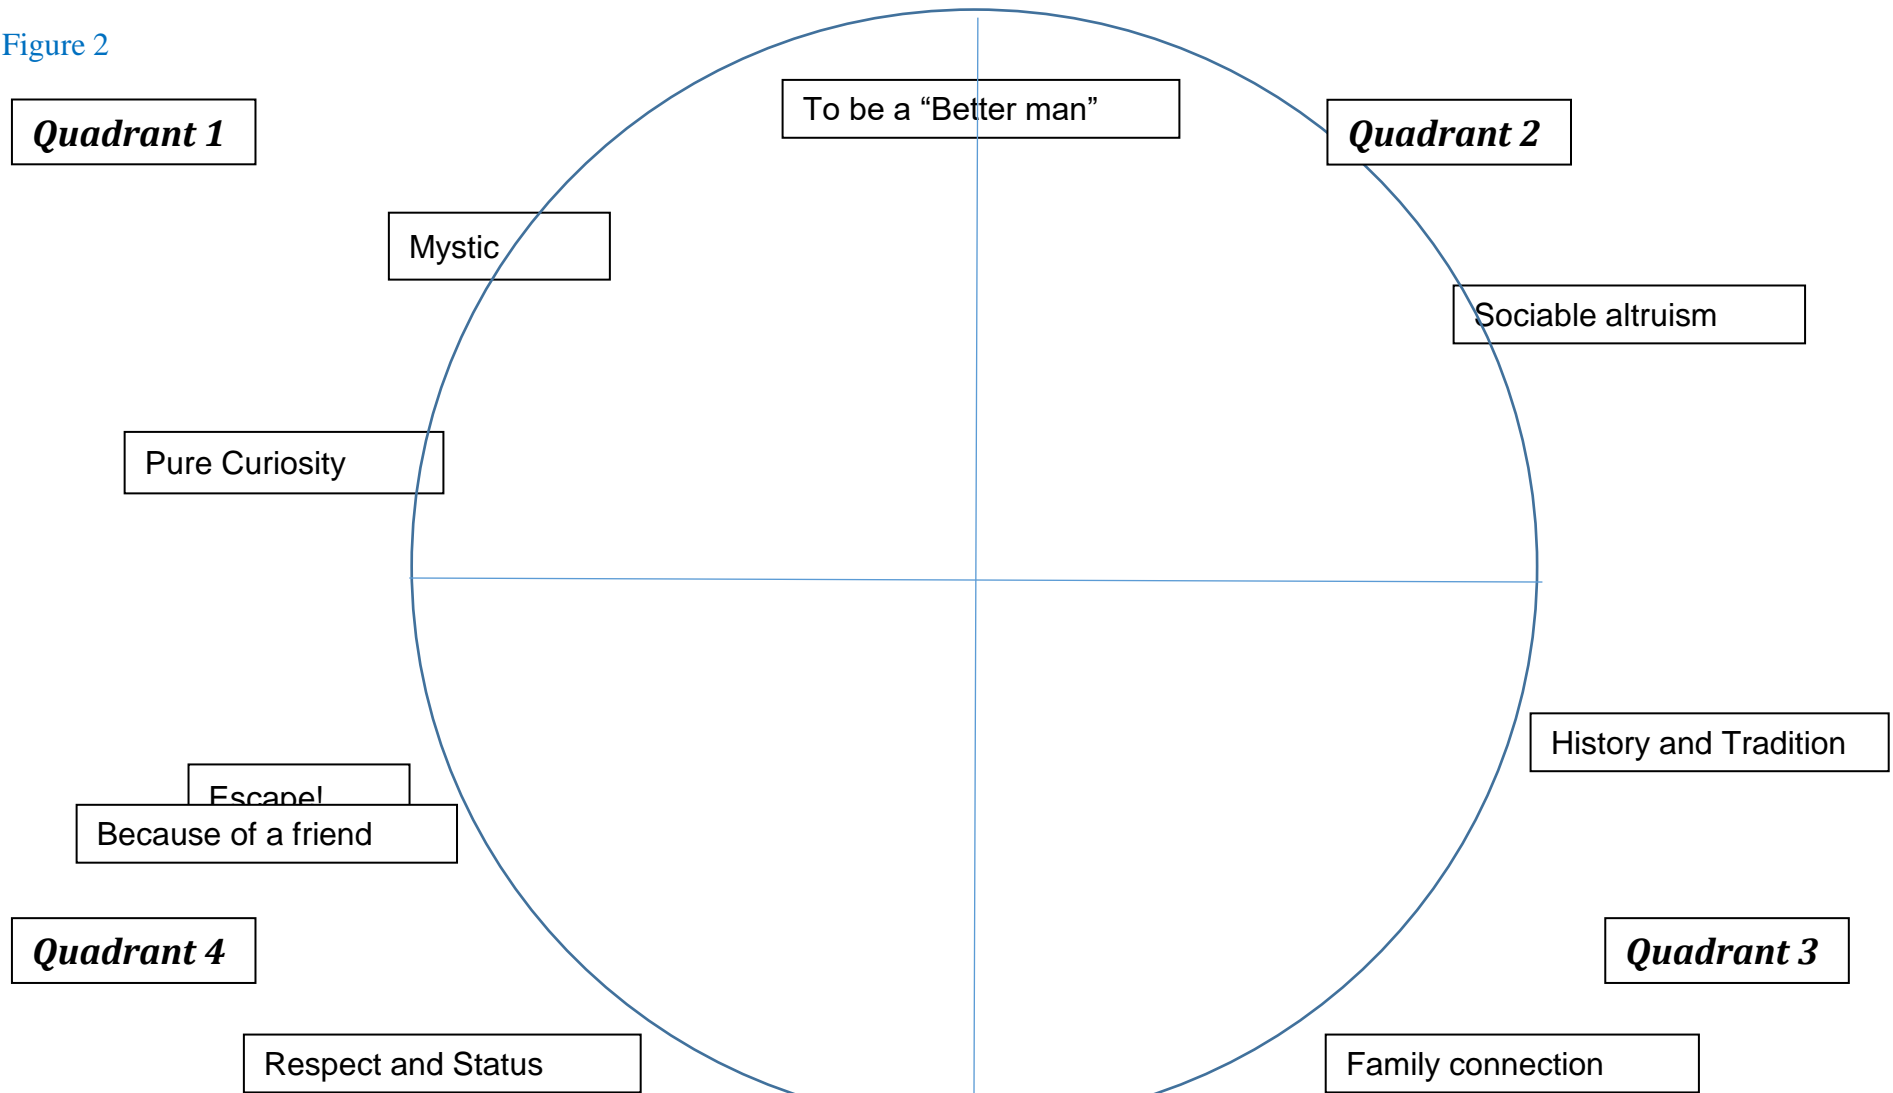 Figure 2
To be a “Better man”
Quadrant 1
Quadrant 2
Mystic
Sociable altruism
Pure Curiosity
History and Tradition
Escape!
Because of a friend
Quadrant 4
Quadrant 3
Respect and Status
Family connection